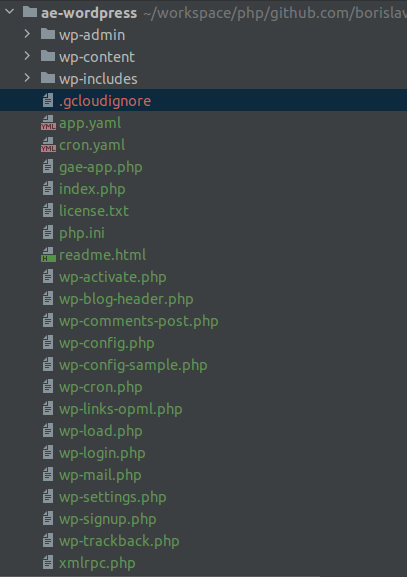 ae-wordpress ~/workspace/php/github.com/borislav
wp-admin
wp-content
wp-includes
.gcloudignore
app.yaml
cron.yaml
gae-app.php
index.php
license.txt
php.ini
readme.html
wp-activate.php
wp-blog-header.php
wp-comments-post.php
wp-config.php
wp-config-sample.php
wp-cron.php
wp-links-opml.php
wp-load.php
wp-login.php
wp-mail.php
wp-settings.php
wp-signup.php
wp-trackback.php
xmlrpc.php